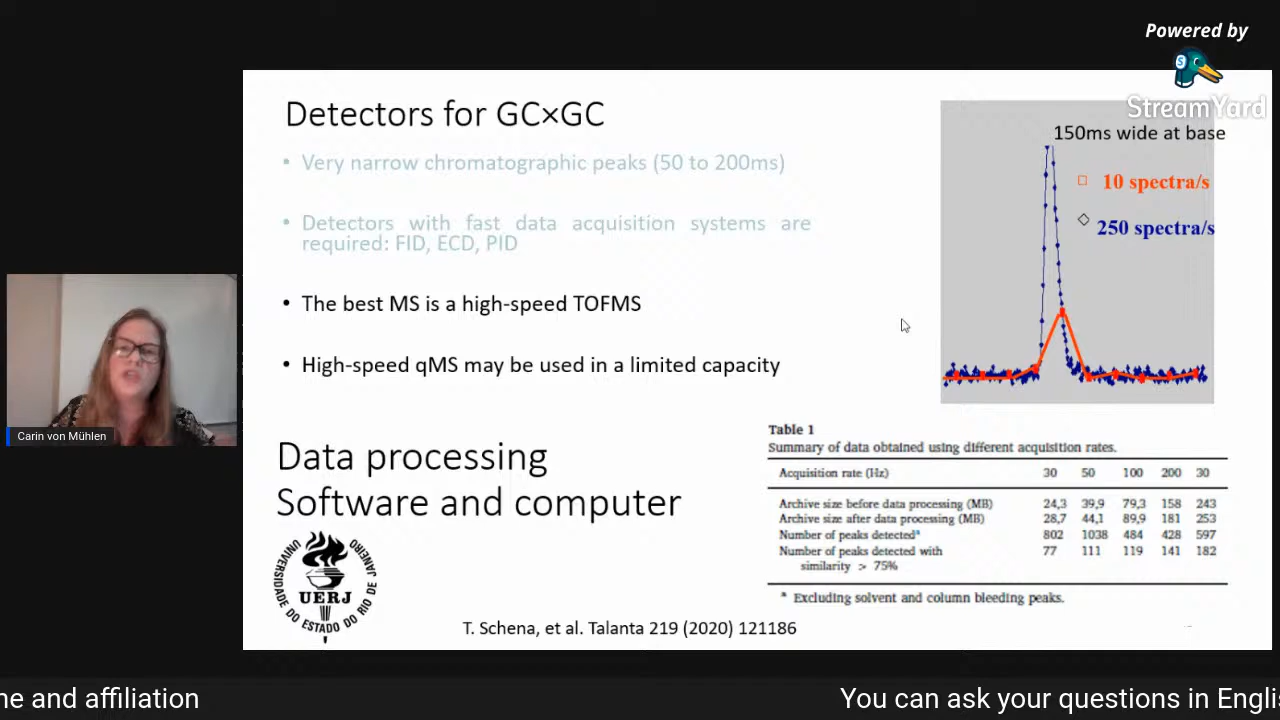 Powered by
StreamYard
Detectors for GC×GC
• Very narrow chromatographic peaks (50 to 200ms)
• Detectors with fast data acquisition systems are
required: FID, ECD, PID
• The best MS is a high-speed TOFMS
• High-speed qMS may be used in a limited capacity
150ms wide at base
10 spectra/s
250 spectra/s
Carin von Mühlen
Data processing
Software and computer
Table 1
Summary of data obtained using different acquisition rates.
Acquisition rate (Hz) 30 50 100 200 30
Archive size before data processing (MB) 24,3 39,9 79,3 158 243
Archive size after data processing (MB) 28,7 44,1 89,9 181 253
Number of peaks detectedᵃ 802 1038 484 428 597
Number of peaks detected with 77 111 119 141 182
similarity > 75%
ᵃ Excluding solvent and column bleeding peaks.
UNIVERSIDADE DO ESTADO DO RIO DE JANEIRO
UERJ
T. Schena, et al. Talanta 219 (2020) 121186
ne and affiliation
You can ask your questions in Englis